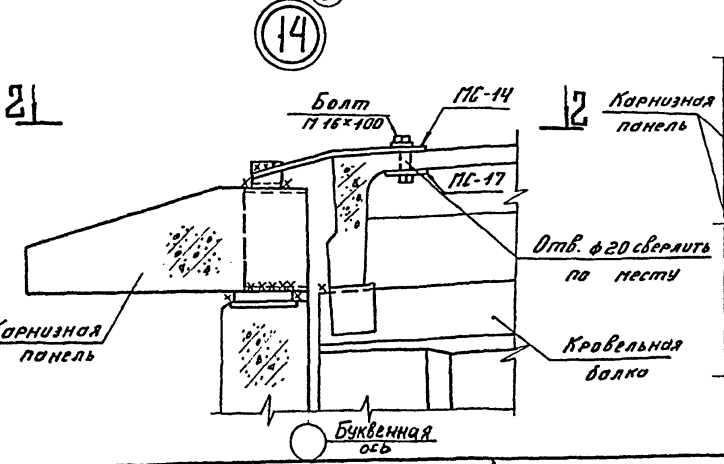 14
2
2
Болт
М 16×100
МС-14
Карнизная
панель
МС-17
Отв. ф20 сверлить
по месту
Карнизная
панель
Кровельная
балка
Буквенная
ось